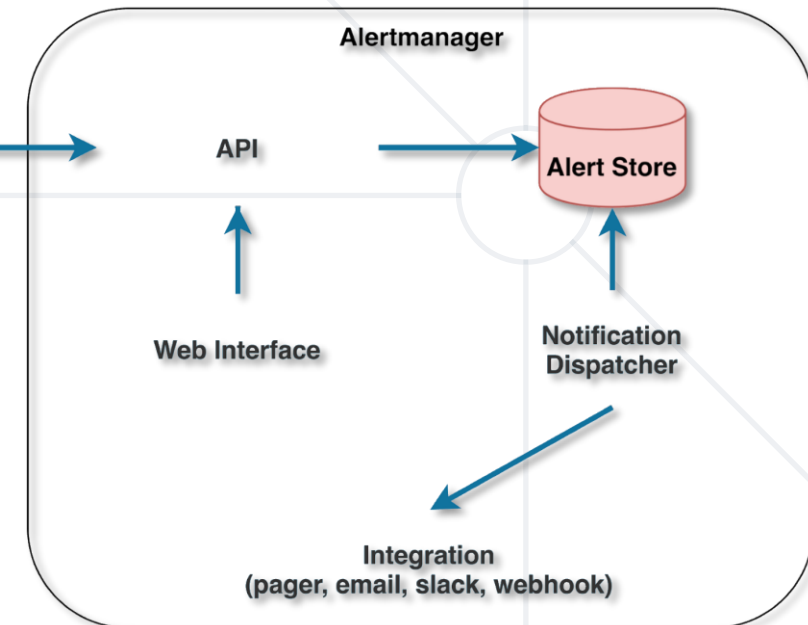 Alertmanager
API
Alert Store
Web Interface
Notification
Dispatcher
Integration
(pager, email, slack, webhook)